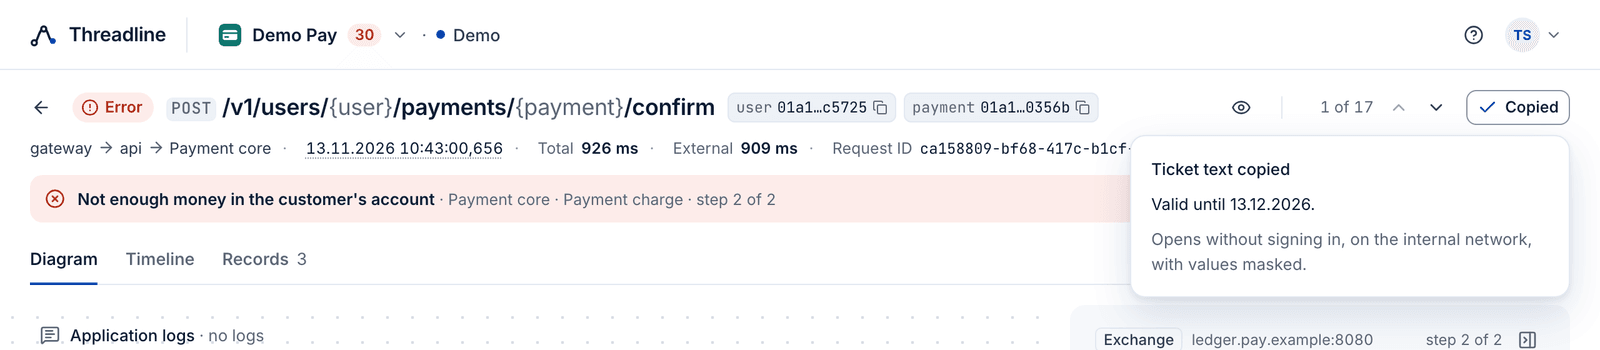 Threadline Demo Pay 30 · Demo TS
Error POST /v1/users/{user}/payments/{payment}/confirm user 01a1…c5725 payment 01a1…0356b 1 of 17 Copied
gateway → api → Payment core · 13.11.2026 10:43:00,656 · Total 926 ms · External 909 ms · Request ID ca158809-bf68-417c-b1cf-
Ticket text copied
Valid until 13.12.2026.
Opens without signing in, on the internal network,
with values masked.
Not enough money in the customer's account · Payment core · Payment charge · step 2 of 2
Diagram Timeline Records 3
Application logs · no logs
Exchange ledger.pay.example:8080 step 2 of 2